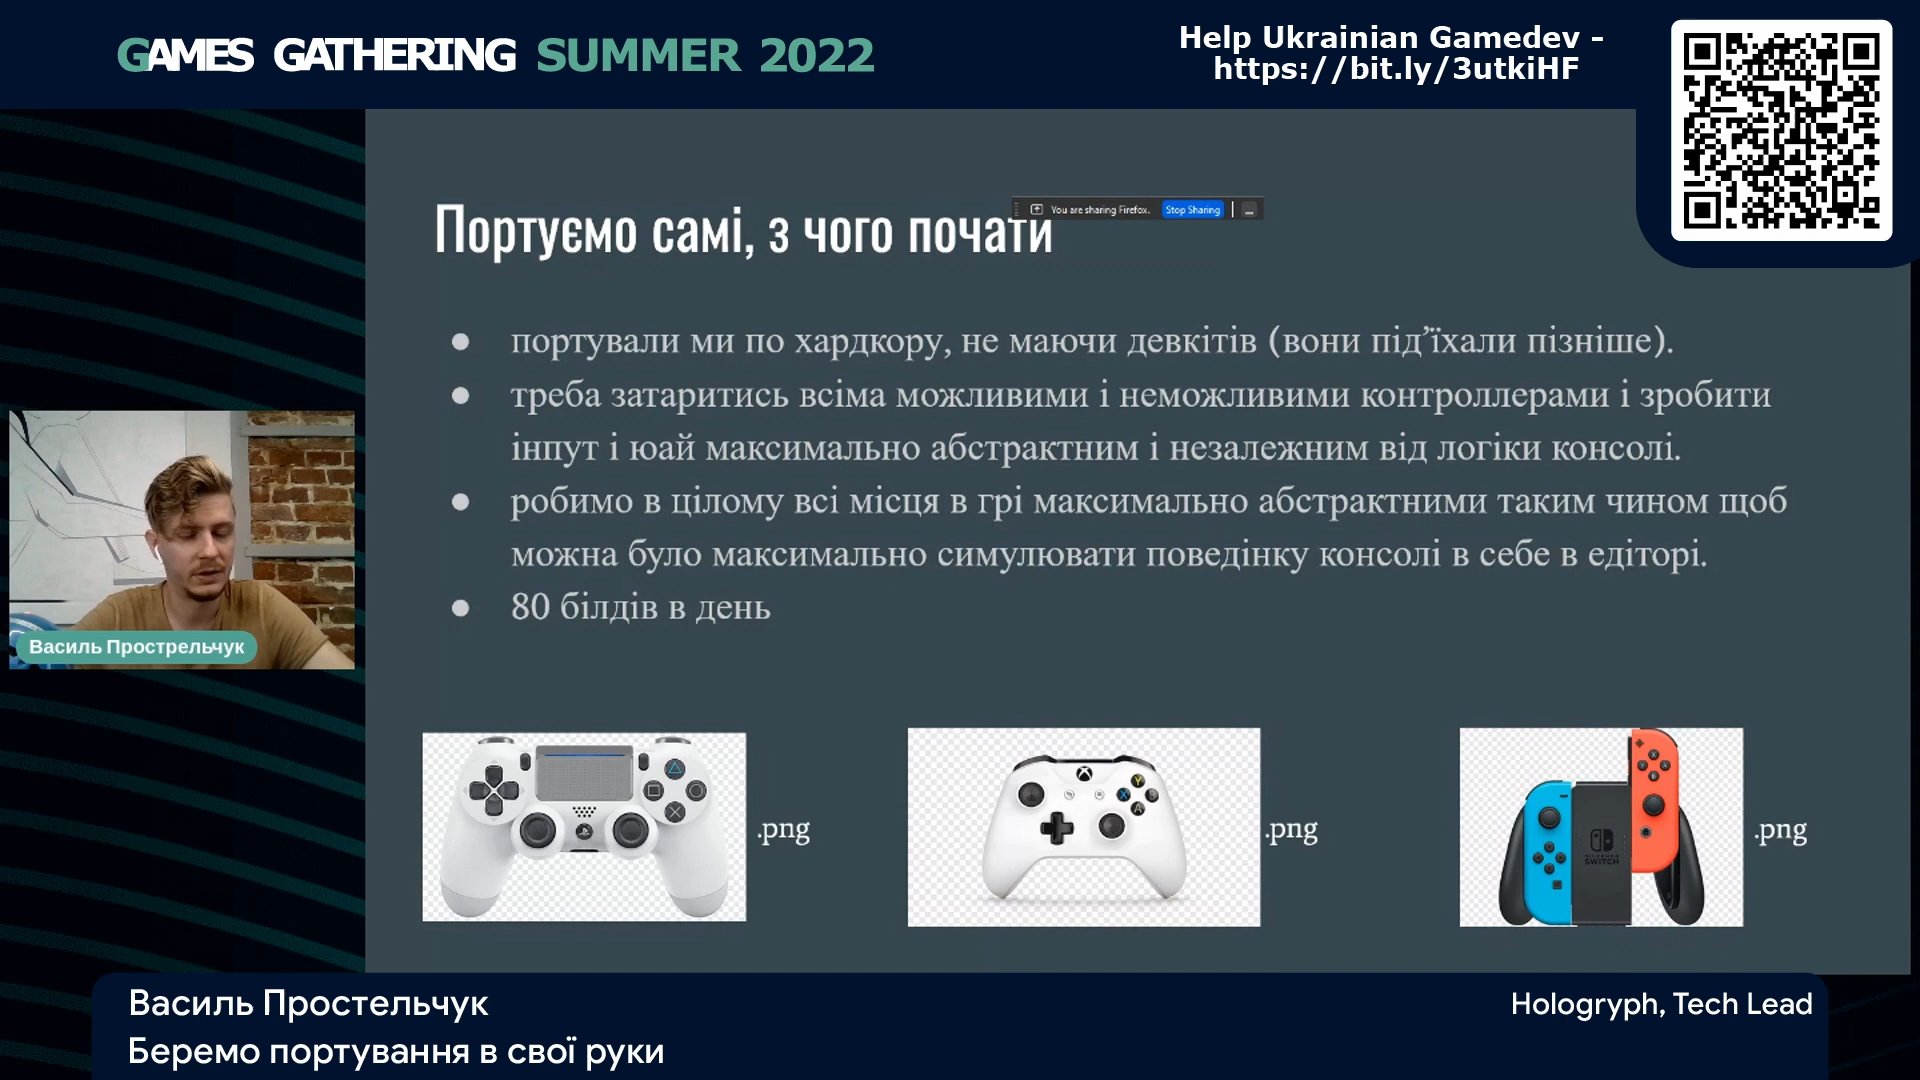 GAMES GATHERING SUMMER 2022
Help Ukrainian Gamedev -
https://bit.ly/3utkiHF
You are sharing Firefox. Stop Sharing
Портуємо самі, з чого почати
● портували ми по хардкору, не маючи девкітів (вони під’їхали пізніше).
● треба затаритись всіма можливими і неможливими контроллерами і зробити
інпут і юай максимально абстрактним і незалежним від логіки консолі.
● робимо в цілому всі місця в грі максимально абстрактними таким чином щоб
можна було максимально симулювати поведінку консолі в себе в едіторі.
● 80 білдів в день
Василь Прострельчук
.png
Y
X
B
A
.png
NINTENDO
SWITCH
.png
Василь Простельчук
Hologryph, Tech Lead
Беремо портування в свої руки